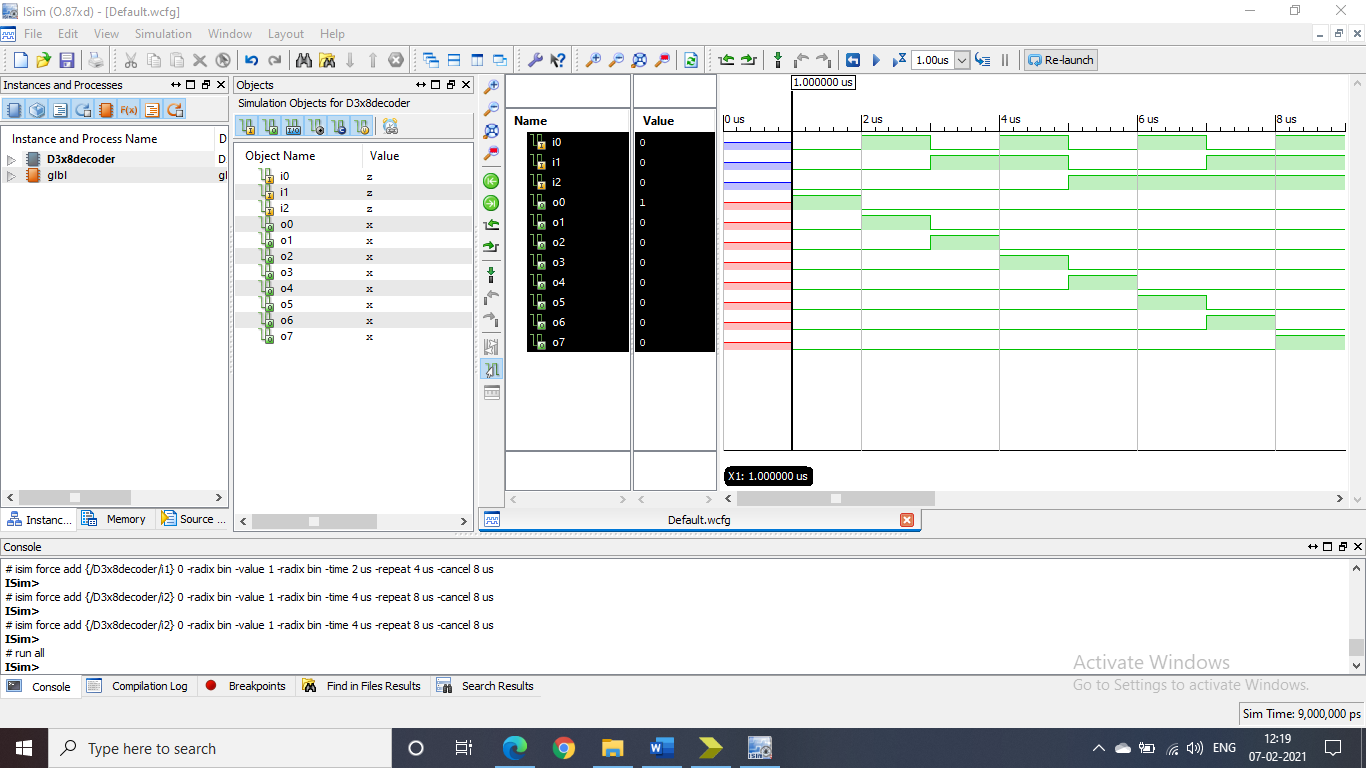 ISim (O.87xd) - [Default.wcfg]
File Edit View Simulation Window Layout Help
1.00us Re-launch
Instances and Processes
Instance and Process Name D
D3x8decoder D
glbl gl
Instanc... Memory Source ...
Objects
Simulation Objects for D3x8decoder
Object Name Value
i0 z
i1 z
i2 z
o0 x
o1 x
o2 x
o3 x
o4 x
o5 x
o6 x
o7 x
1.000000 us
Name Value
0 us 2 us 4 us 6 us 8 us
i0 0
i1 0
i2 0
o0 1
o1 0
o2 0
o3 0
o4 0
o5 0
o6 0
o7 0
X1: 1.000000 us
Default.wcfg
Console
# isim force add {/D3x8decoder/i1} 0 -radix bin -value 1 -radix bin -time 2 us -repeat 4 us -cancel 8 us
ISim>
# isim force add {/D3x8decoder/i2} 0 -radix bin -value 1 -radix bin -time 4 us -repeat 8 us -cancel 8 us
ISim>
# isim force add {/D3x8decoder/i2} 0 -radix bin -value 1 -radix bin -time 4 us -repeat 8 us -cancel 8 us
ISim>
# run all
ISim>
Activate Windows
Go to Settings to activate Windows.
Console Compilation Log Breakpoints Find in Files Results Search Results
Sim Time: 9,000,000 ps
Type here to search
ENG
12:19
07-02-2021